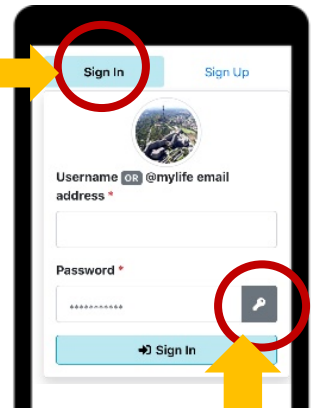 Sign In
Sign Up
Username OR @mylife email
address *
Password *
***********
Sign In